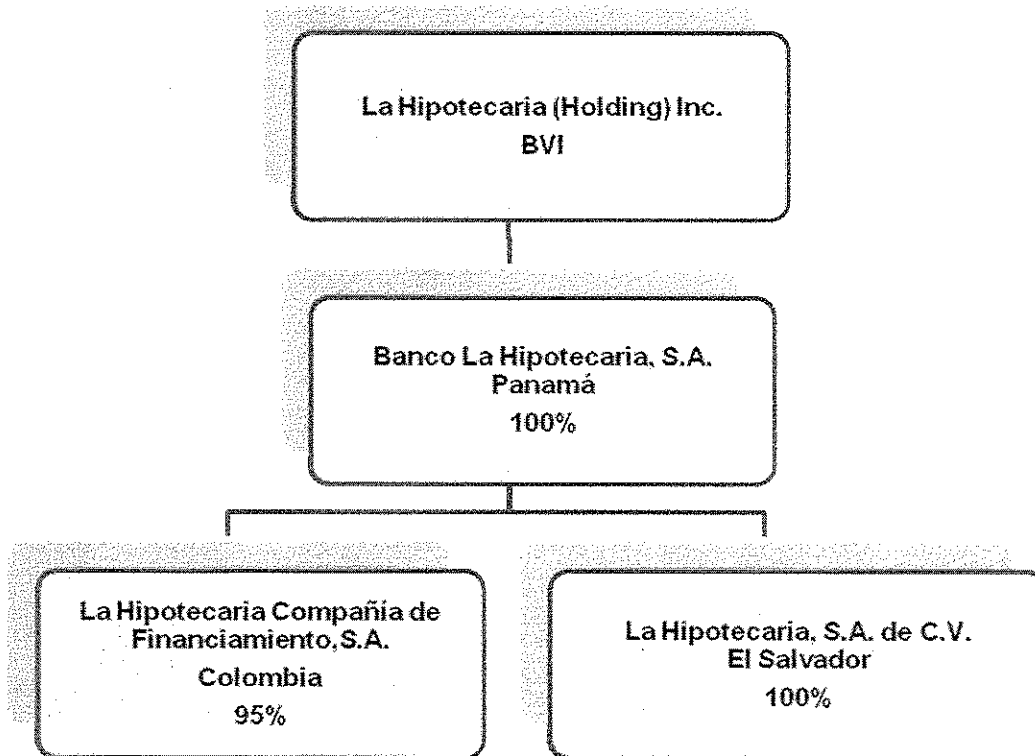 La Hipotecaria (Holding) Inc.
BVI
Banco La Hipotecaria, S.A.
Panamá
100%
La Hipotecaria Compañía de
Financiamiento, S.A.
Colombia
95%
La Hipotecaria, S.A. de C.V.
El Salvador
100%